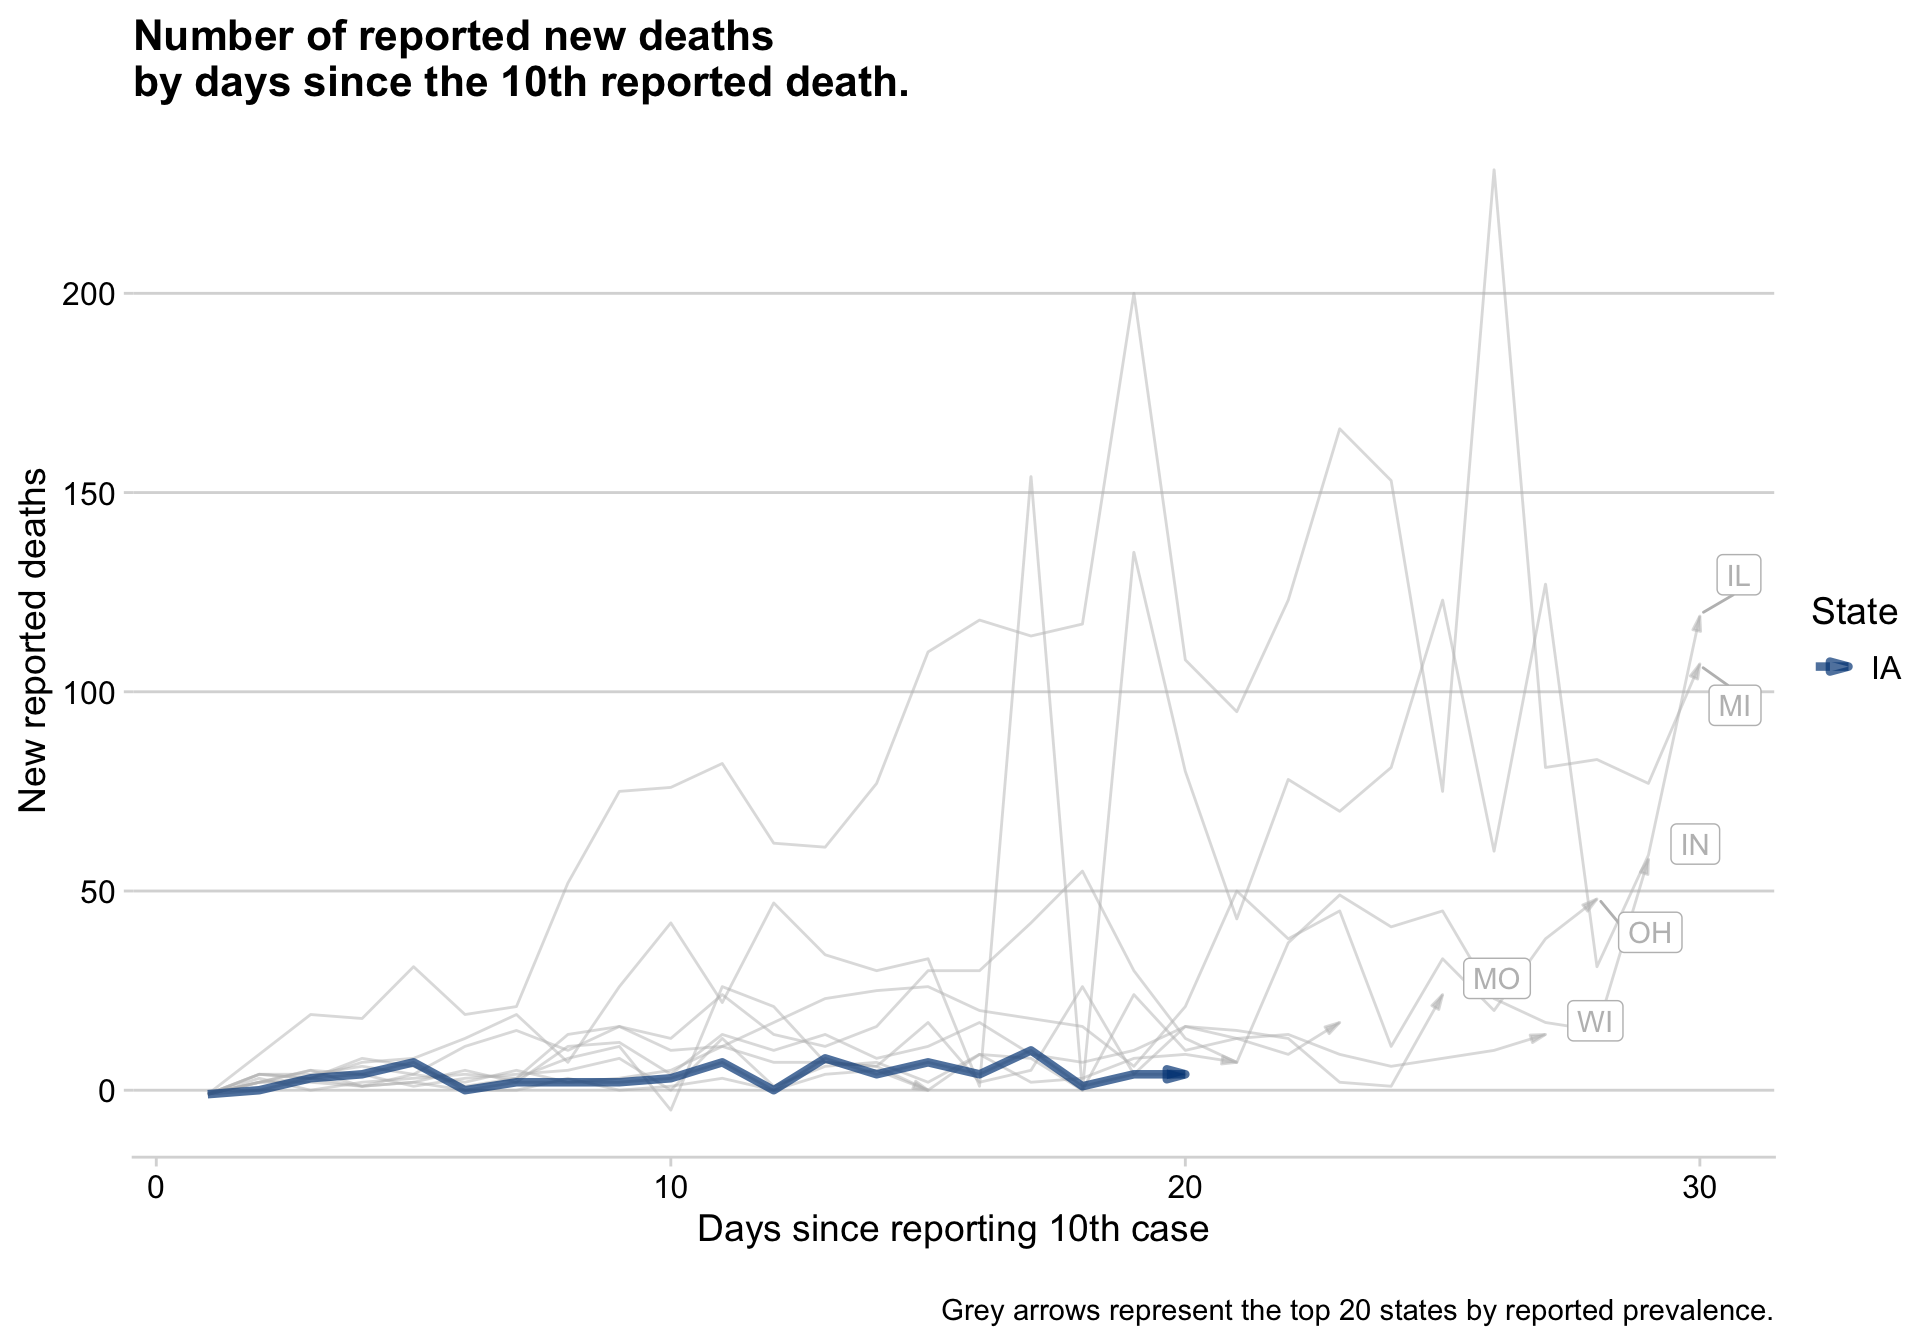 Number of reported new deaths
by days since the 10th reported death.
New reported deaths
200
150
100
50
0
IL
MI
IN
OH
MO
WI
State
IA
0 10 20 30
Days since reporting 10th case
Grey arrows represent the top 20 states by reported prevalence.